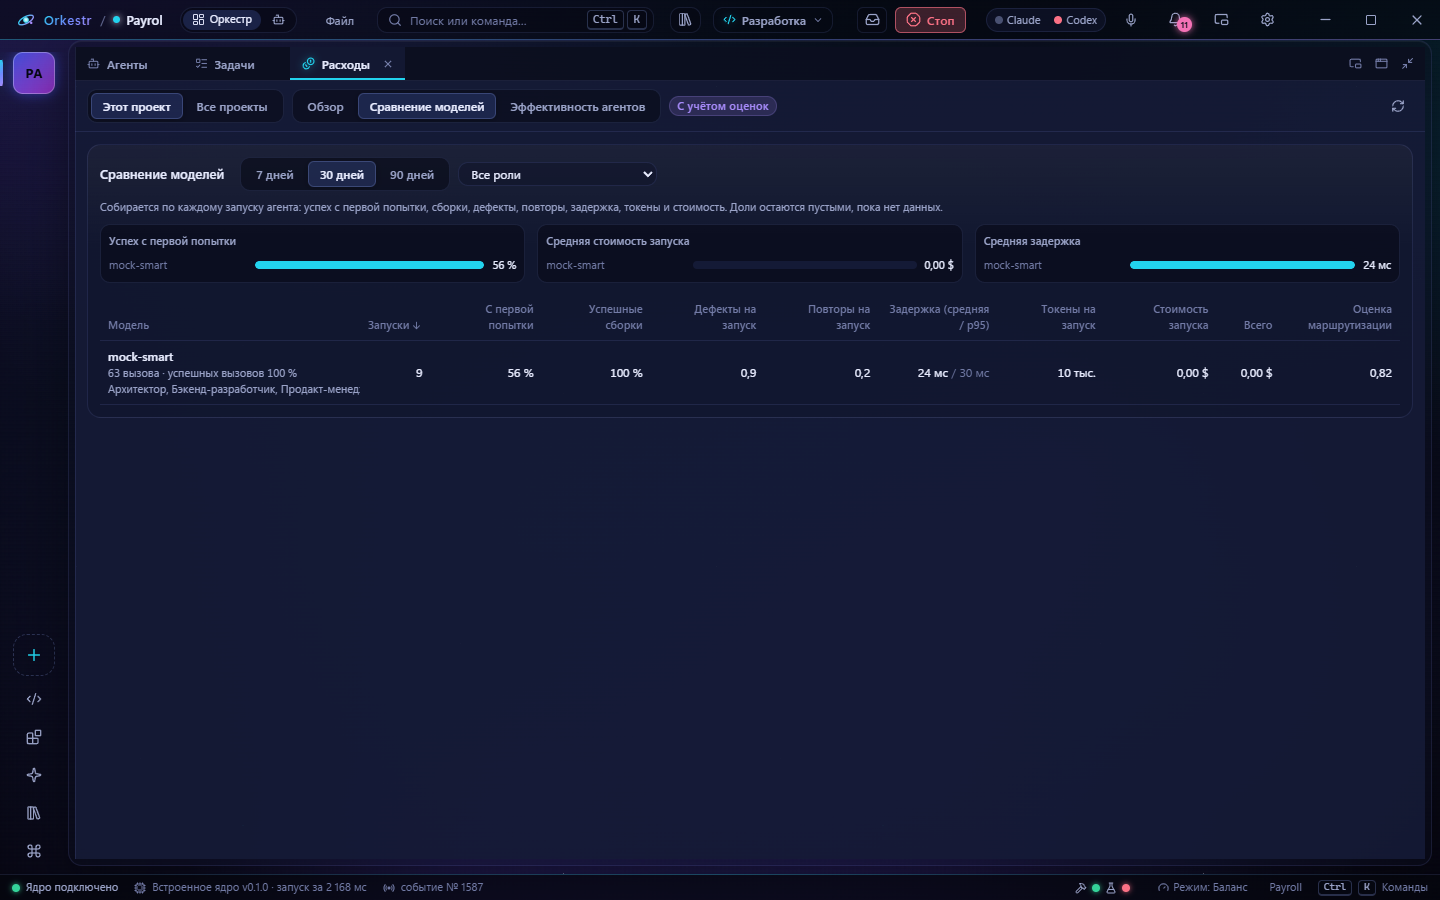 Orkestr / Payrol
Оркестр
Файл
Поиск или команда...
Ctrl K
Разработка
Стоп
Claude
Codex
11
PA
Агенты
Задачи
Расходы
Этот проект
Все проекты
Обзор
Сравнение моделей
Эффективность агентов
С учётом оценок
Сравнение моделей
7 дней
30 дней
90 дней
Все роли
Собирается по каждому запуску агента: успех с первой попытки, сборки, дефекты, повторы, задержка, токены и стоимость. Доли остаются пустыми, пока нет данных.
Успех с первой попытки
mock-smart 56 %
Средняя стоимость запуска
mock-smart 0,00 $
Средняя задержка
mock-smart 24 мс
Модель
Запуски ↓
С первой попытки
Успешные сборки
Дефекты на запуск
Повторы на запуск
Задержка (средняя / p95)
Токены на запуск
Стоимость запуска
Всего
Оценка маршрутизации
mock-smart
63 вызова · успешных вызовов 100 %
Архитектор, Бэкенд-разработчик, Продакт-менед
9
56 %
100 %
0,9
0,2
24 мс / 30 мс
10 тыс.
0,00 $
0,00 $
0,82
Ядро подключено
Встроенное ядро v0.1.0 · запуск за 2 168 мс
событие № 1587
Режим: Баланс
Payroll
Ctrl K Команды